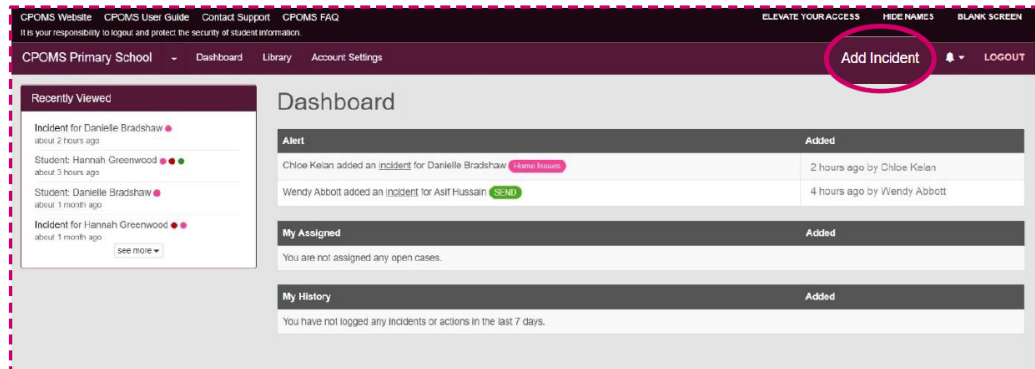 CPOMS Website CPOMS User Guide Contact Support CPOMS FAQ ELEVATE YOUR ACCESS HIDE NAMES BLANK SCREEN
It is your responsibility to logout and protect the security of student information.
CPOMS Primary School Dashboard Library Account Settings Add Incident LOGOUT
Recently Viewed
Incident for Danielle Bradshaw
about 2 hours ago
Student: Hannah Greenwood
about 3 hours ago
Student: Danielle Bradshaw
about 1 month ago
Incident for Hannah Greenwood
about 1 month ago
see more
Dashboard
Alert Added
Chloe Kelan added an incident for Danielle Bradshaw Home Issues 2 hours ago by Chloe Kelan
Wendy Abbott added an incident for Asif Hussain SEND 4 hours ago by Wendy Abbott
My Assigned Added
You are not assigned any open cases.
My History Added
You have not logged any incidents or actions in the last 7 days.